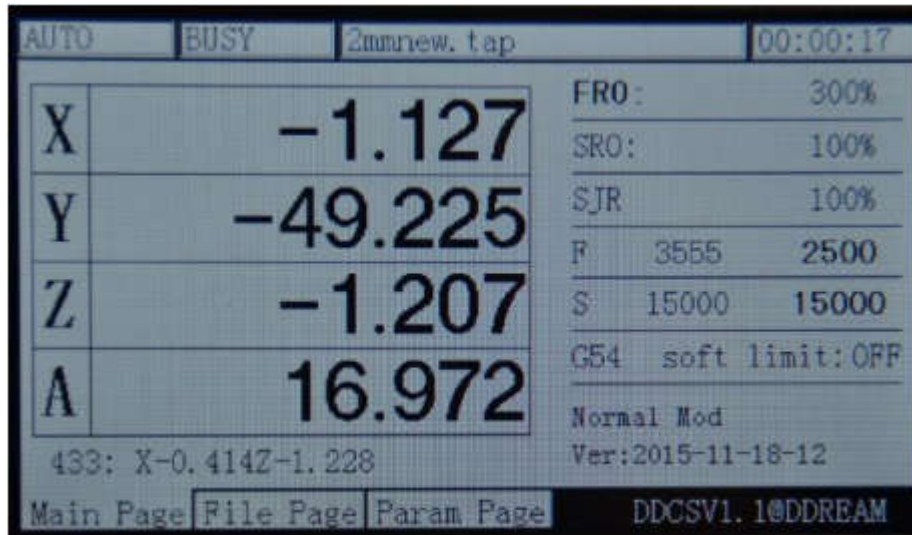 AUTO BUSY 2mmnew.tap 00:00:17
X -1.127
Y -49.225
Z -1.207
A 16.972
433: X-0.414Z-1.228
FRO: 300%
SRO: 100%
SJR 100%
F 3555 2500
S 15000 15000
G54 soft limit:OFF
Normal Mod
Ver:2015-11-18-12
Main Page File Page Param Page DDCSV1.1@DDREAM